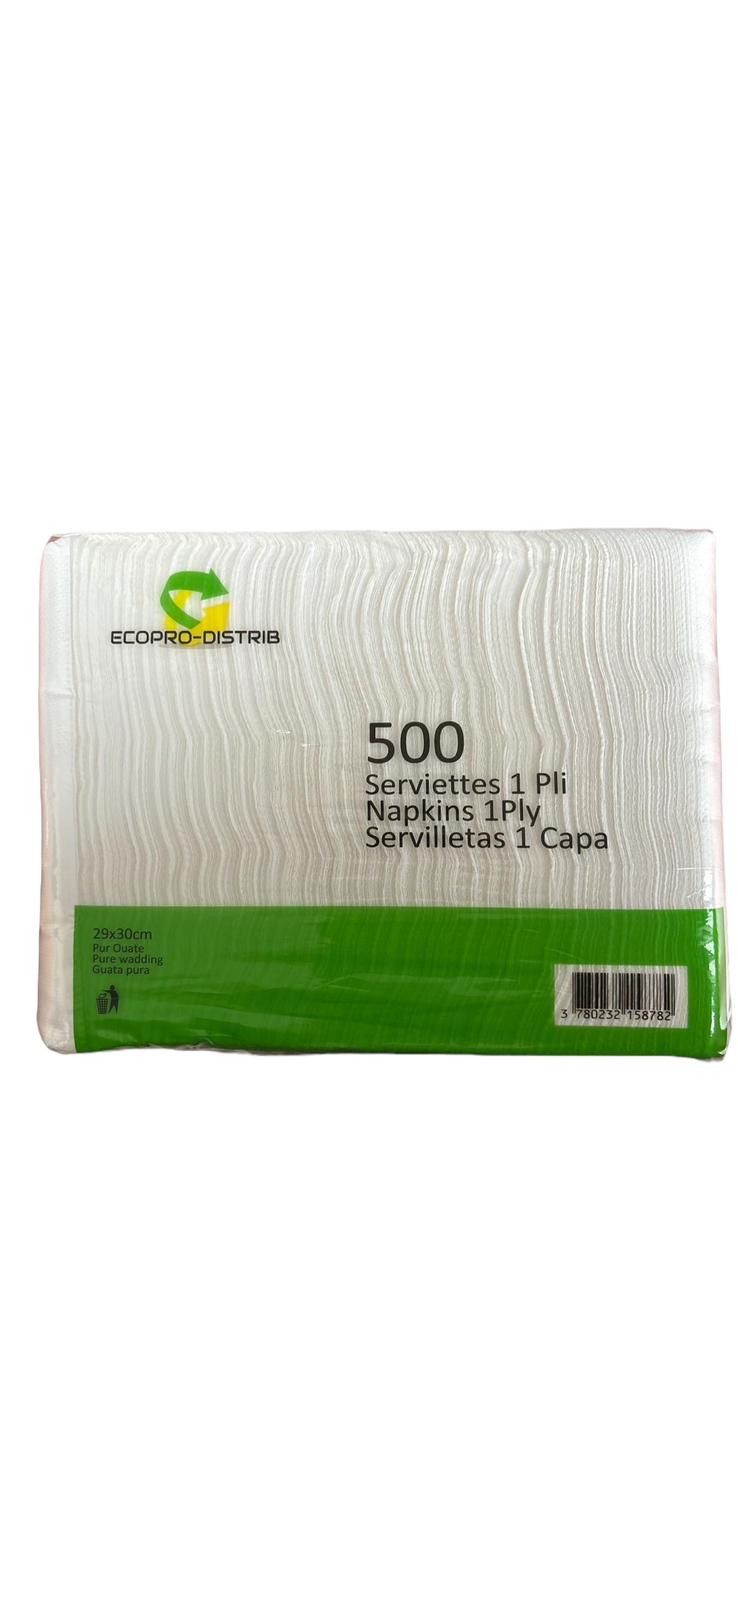 ECOPRO-DISTRIB
500
Serviettes 1 Pli
Napkins 1Ply
Servilletas 1 Capa
29x30cm
Pur Ouate
Pure wadding
Guata pura
3 780232 158782